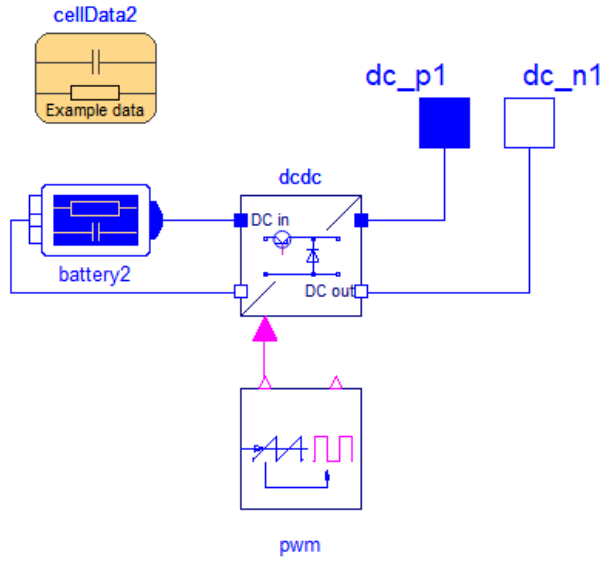 cellData2
Example data
dc_p1
dc_n1
dcdc
DC in
DC out
battery2
pwm